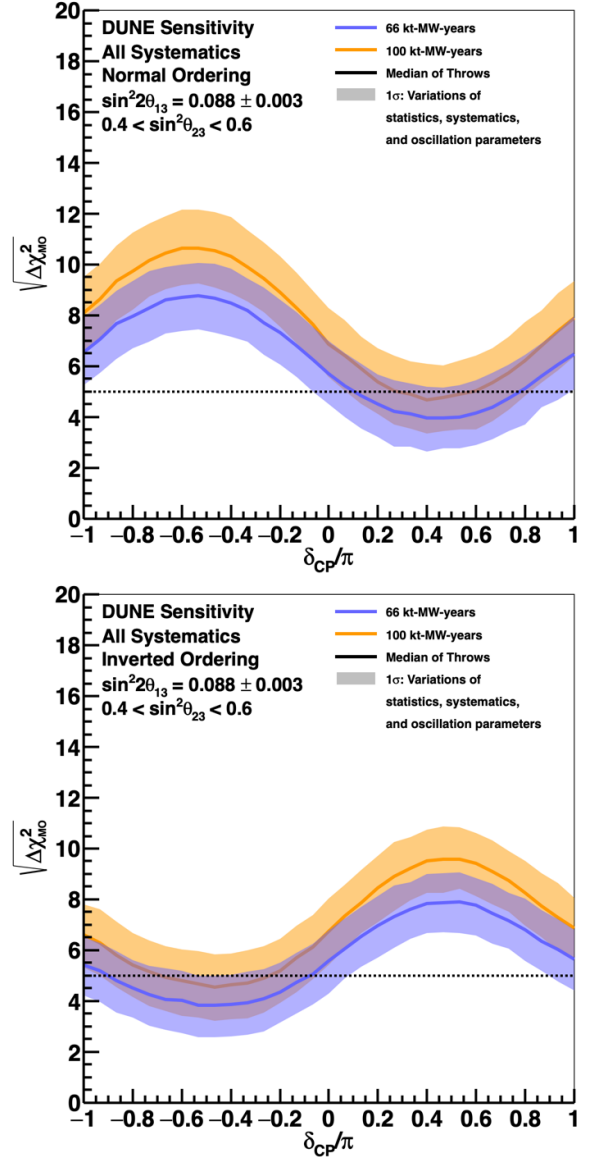 20
18
16
14
12
10
8
6
4
2
0
√Δχ²MO
DUNE Sensitivity
All Systematics
Normal Ordering
sin²2θ₁₃ = 0.088 ± 0.003
0.4 < sin²θ₂₃ < 0.6
66 kt-MW-years
100 kt-MW-years
Median of Throws
1σ: Variations of
statistics, systematics,
and oscillation parameters
−1 −0.8 −0.6 −0.4 −0.2 0 0.2 0.4 0.6 0.8 1
δCP/π
20
18
16
14
12
10
8
6
4
2
0
√Δχ²MO
DUNE Sensitivity
All Systematics
Inverted Ordering
sin²2θ₁₃ = 0.088 ± 0.003
0.4 < sin²θ₂₃ < 0.6
66 kt-MW-years
100 kt-MW-years
Median of Throws
1σ: Variations of
statistics, systematics,
and oscillation parameters
−1 −0.8 −0.6 −0.4 −0.2 0 0.2 0.4 0.6 0.8 1
δCP/π